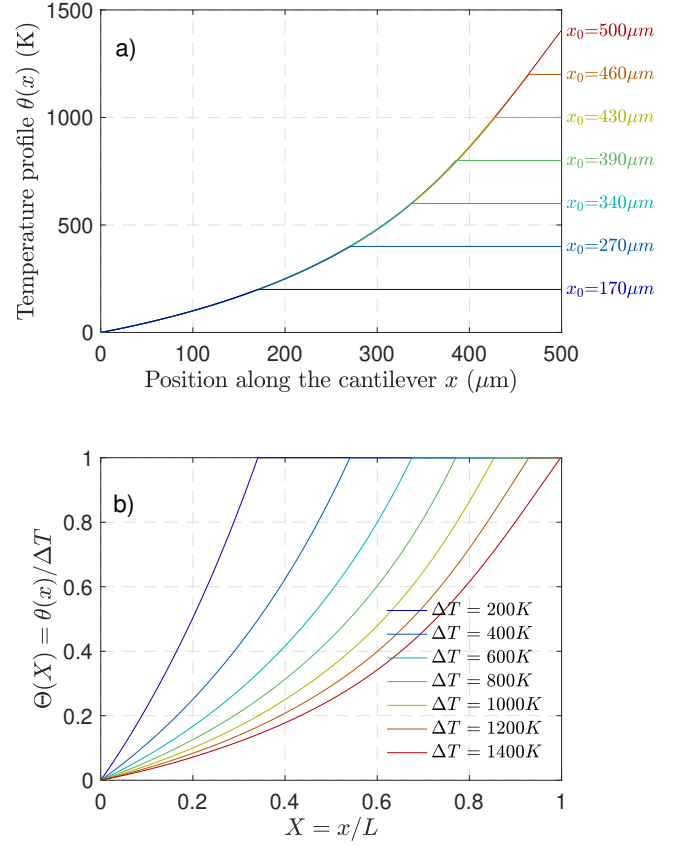 1500
1000
500
0
Temperature profile θ(x) (K)
a)
x₀=500μm
x₀=460μm
x₀=430μm
x₀=390μm
x₀=340μm
x₀=270μm
x₀=170μm
0 100 200 300 400 500
Position along the cantilever x (μm)
1
0.8
0.6
0.4
0.2
0
Θ(X) = θ(x)/ΔT
b)
ΔT = 200K
ΔT = 400K
ΔT = 600K
ΔT = 800K
ΔT = 1000K
ΔT = 1200K
ΔT = 1400K
0 0.2 0.4 0.6 0.8 1
X = x/L